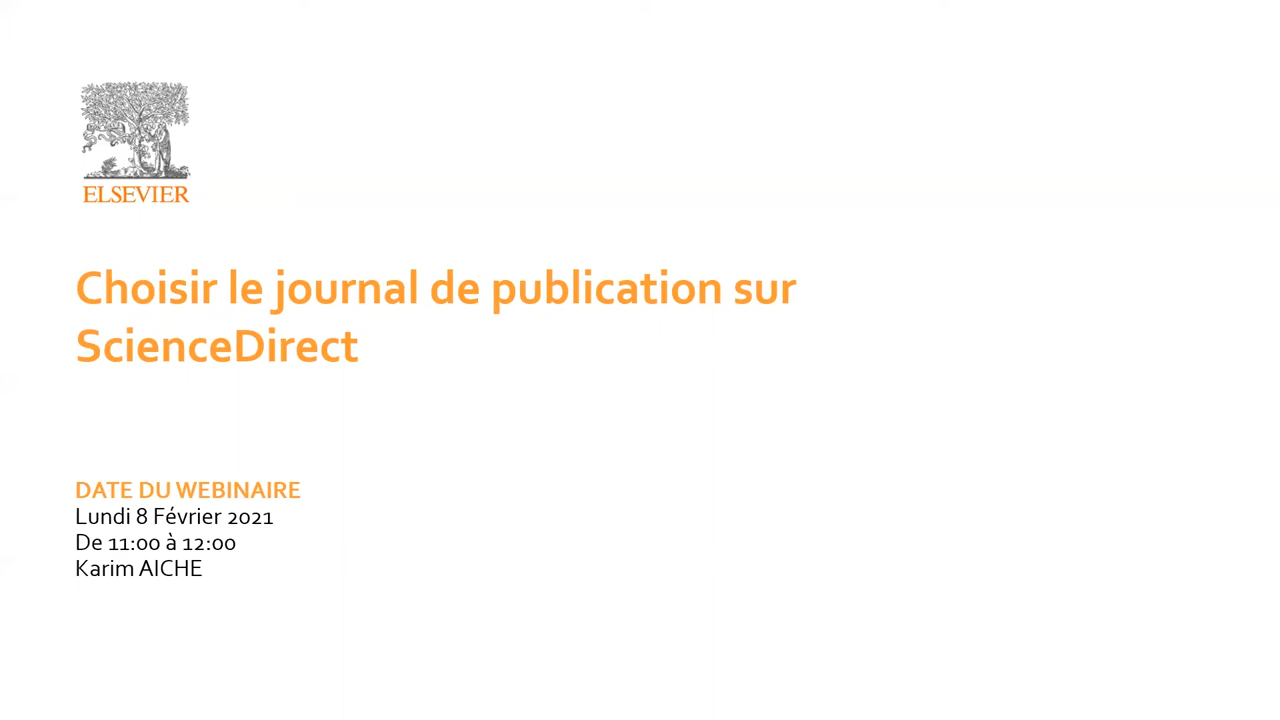 ELSEVIER
Choisir le journal de publication sur
ScienceDirect
DATE DU WEBINAIRE
Lundi 8 Février 2021
De 11:00 à 12:00
Karim AICHE